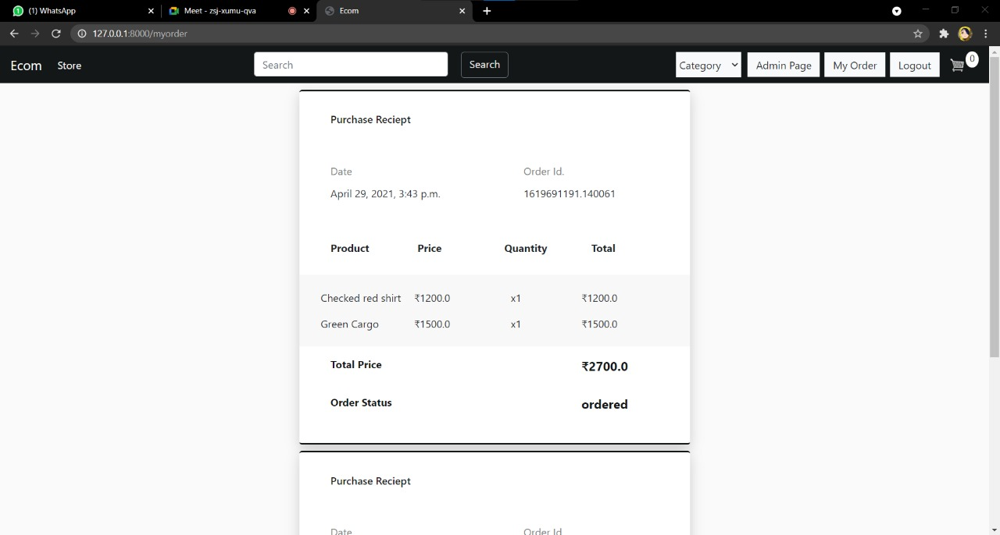 (1) WhatsApp Meet - zsj-xumu-qva Ecom
127.0.0.1:8000/myorder
Ecom Store Search Search Category Admin Page My Order Logout 0
Purchase Reciept
Date Order Id.
April 29, 2021, 3:43 p.m. 1619691191.140061
Product Price Quantity Total
Checked red shirt ₹1200.0 x1 ₹1200.0
Green Cargo ₹1500.0 x1 ₹1500.0
Total Price ₹2700.0
Order Status ordered
Purchase Reciept
Date Order Id.